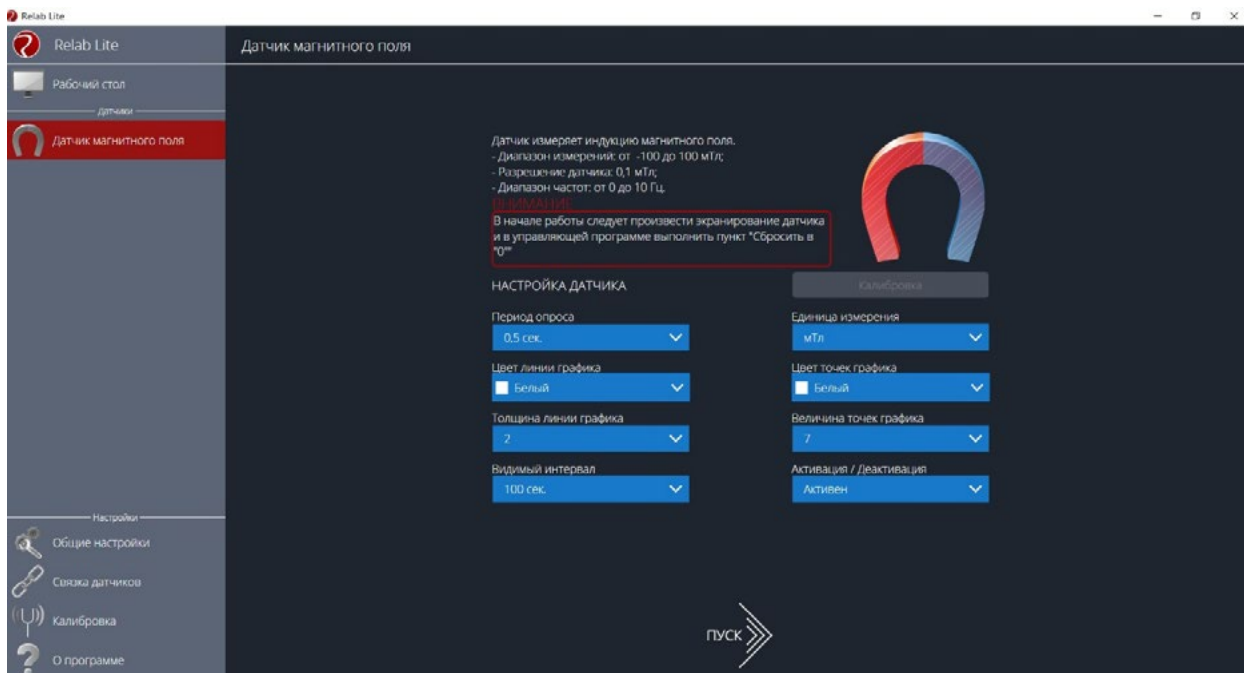 Relab Lite
Relab Lite
Датчик магнитного поля
Рабочий стол
Датчики
Датчик магнитного поля
Датчик измеряет индукцию магнитного поля.
- Диапазон измерений: от -100 до 100 мТл;
- Разрешение датчика: 0,1 мТл;
- Диапазон частот: от 0 до 10 Гц.
ВНИМАНИЕ
В начале работы следует произвести экранирование датчика
и в управляющей программе выполнить пункт "Сбросить в
"0""
НАСТРОЙКА ДАТЧИКА
Калибровка
Период опроса
0,5 сек.
Единица измерения
мТл
Цвет линии графика
Белый
Цвет точек графика
Белый
Толщина линии графика
2
Величина точек графика
7
Видимый интервал
100 сек.
Активация / Деактивация
Активен
Настройки
Общие настройки
Связка датчиков
Калибровка
О программе
ПУСК